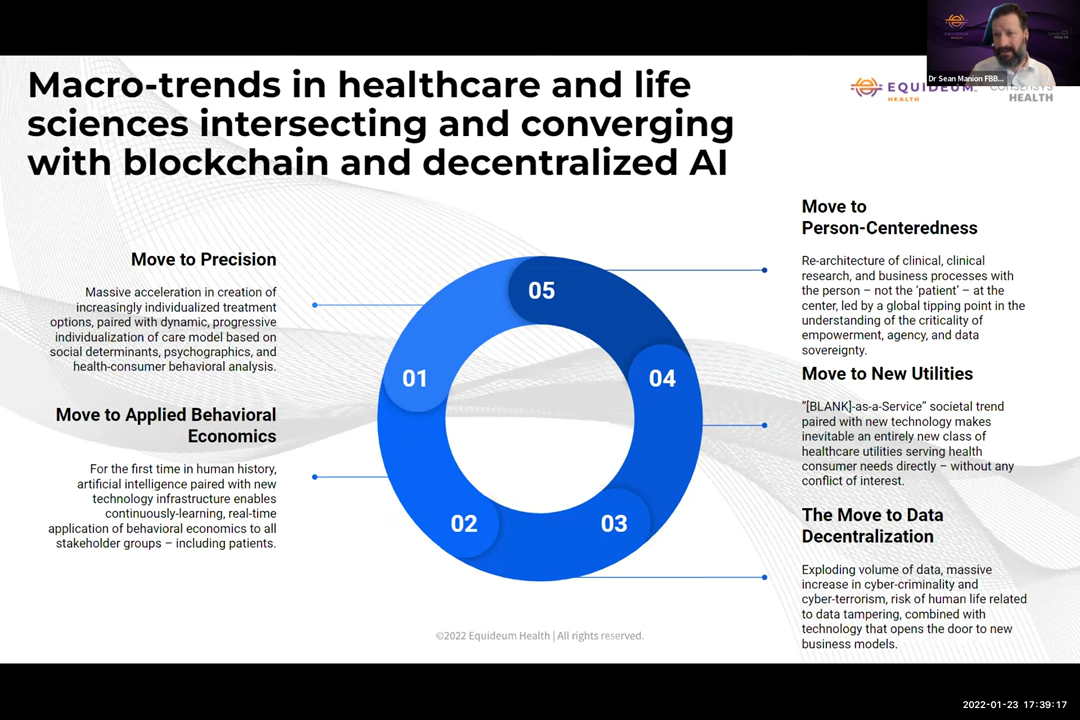 Macro-trends in healthcare and life
sciences intersecting and converging
with blockchain and decentralized AI
Dr Sean Manion FBB...
EQUIDEUM
HEALTH
CONSENSYS
HEALTH
Move to Precision
Massive acceleration in creation of
increasingly individualized treatment
options, paired with dynamic, progressive
individualization of care model based on
social determinants, psychographics, and
health-consumer behavioral analysis.
Move to Applied Behavioral
Economics
For the first time in human history,
artificial intelligence paired with new
technology infrastructure enables
continuously-learning, real-time
application of behavioral economics to all
stakeholder groups – including patients.
05
01
04
02
03
Move to
Person-Centeredness
Re-architecture of clinical, clinical
research, and business processes with
the person – not the ‘patient’ – at the
center, led by a global tipping point in the
understanding of the criticality of
empowerment, agency, and data
sovereignty.
Move to New Utilities
”[BLANK]-as-a-Service” societal trend
paired with new technology makes
inevitable an entirely new class of
healthcare utilities serving health
consumer needs directly – without any
conflict of interest.
The Move to Data
Decentralization
Exploding volume of data, massive
increase in cyber-criminality and
cyber-terrorism, risk of human life related
to data tampering, combined with
technology that opens the door to new
business models.
©2022 Equideum Health | All rights reserved.
2022-01-23 17:39:17